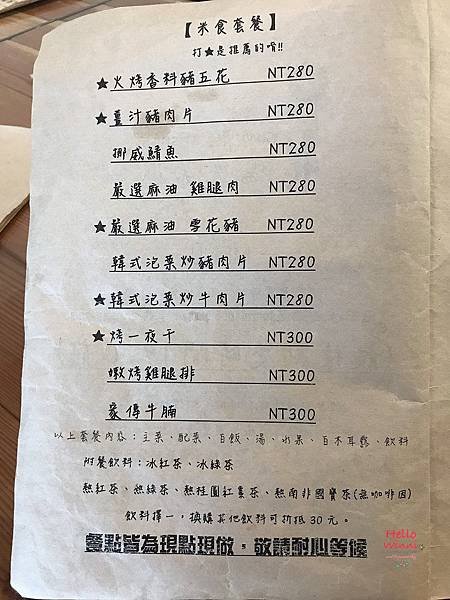 【米食套餐】
打★是推薦的唷!!
★火烤香料豬五花 NT280
★薑汁豬肉片 NT280
挪威鯖魚 NT280
嚴選麻油 雞腿肉 NT280
★嚴選麻油 雪花豬 NT280
韓式泡菜炒豬肉片 NT280
★韓式泡菜炒牛肉片 NT280
★烤一夜干 NT300
嫩烤雞腿排 NT300
家傳牛腩 NT300
以上套餐內容：主菜、配菜、白飯、湯、水果、白木耳露、飲料
附餐飲料：冰紅茶、冰綠茶
熱紅茶、熱綠茶、熱桂圓紅棗茶、熱南非國寶茶(無咖啡因)
飲料擇一，換購其他飲料可折抵30元。
餐點皆為現點現做，敬請耐心等候
Hello
Winni